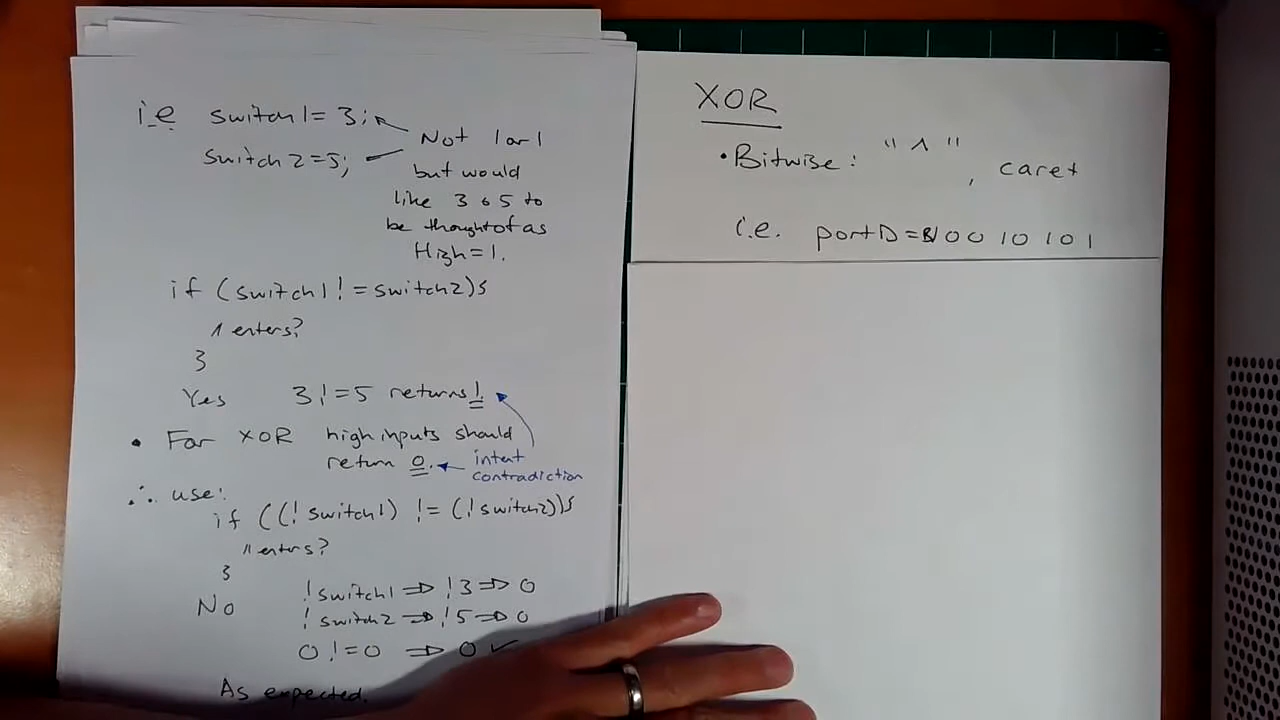 i.e switch1 = 3;
switch2 = 5;
Not 1 or 1
but would
like 3 & 5 to
be thought of as
High = 1.
if (switch1 != switch2){
// enters?
}
Yes 3 != 5 returns 1.
• For XOR high inputs should
return 0.
intent
contradiction
∴ use:
if ((!switch1) != (!switch2)){
// enters?
}
No
!switch1 ⇒ !3 ⇒ 0
!switch2 ⇒ !5 ⇒ 0
0 != 0 ⇒ 0 ✓
As expected.
XOR
• Bitwise: "^", caret
i.e. portD = B10010101